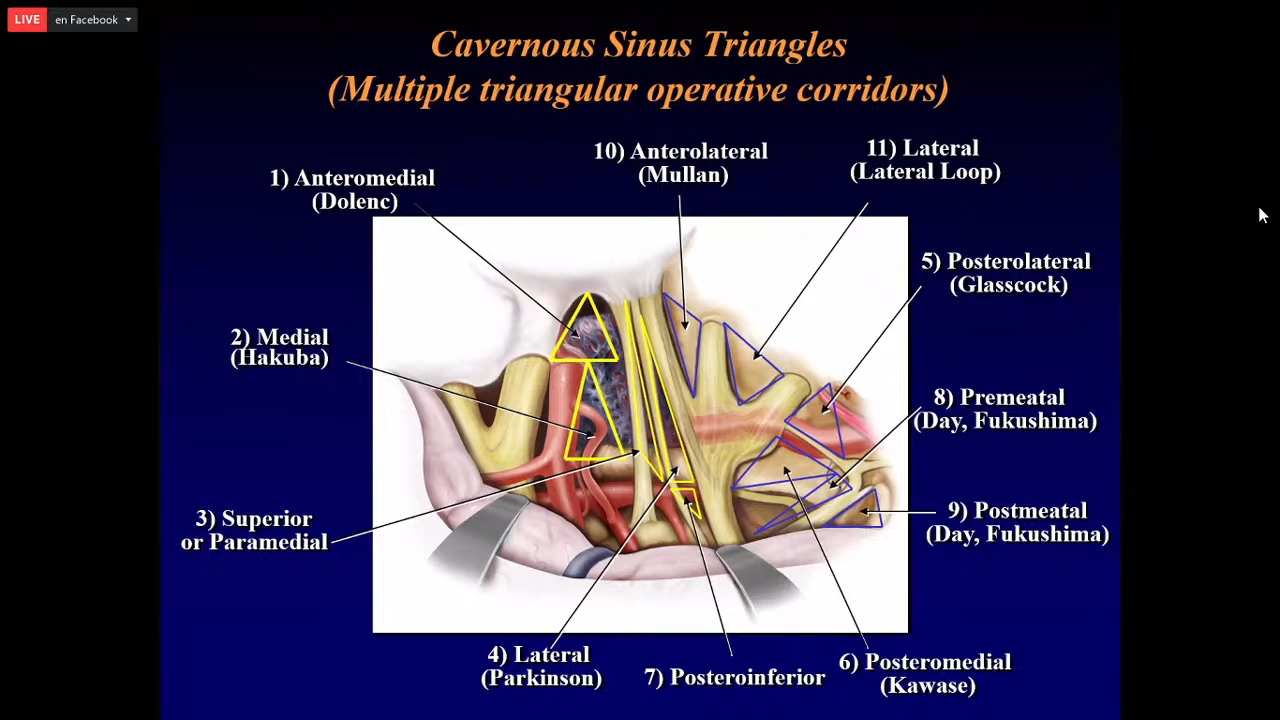 LIVE en Facebook
Cavernous Sinus Triangles
(Multiple triangular operative corridors)
10) Anterolateral
(Mullan)
11) Lateral
(Lateral Loop)
1) Anteromedial
(Dolenc)
5) Posterolateral
(Glasscock)
2) Medial
(Hakuba)
8) Premeatal
(Day, Fukushima)
3) Superior
or Paramedial
9) Postmeatal
(Day, Fukushima)
4) Lateral
(Parkinson)
7) Posteroinferior
6) Posteromedial
(Kawase)